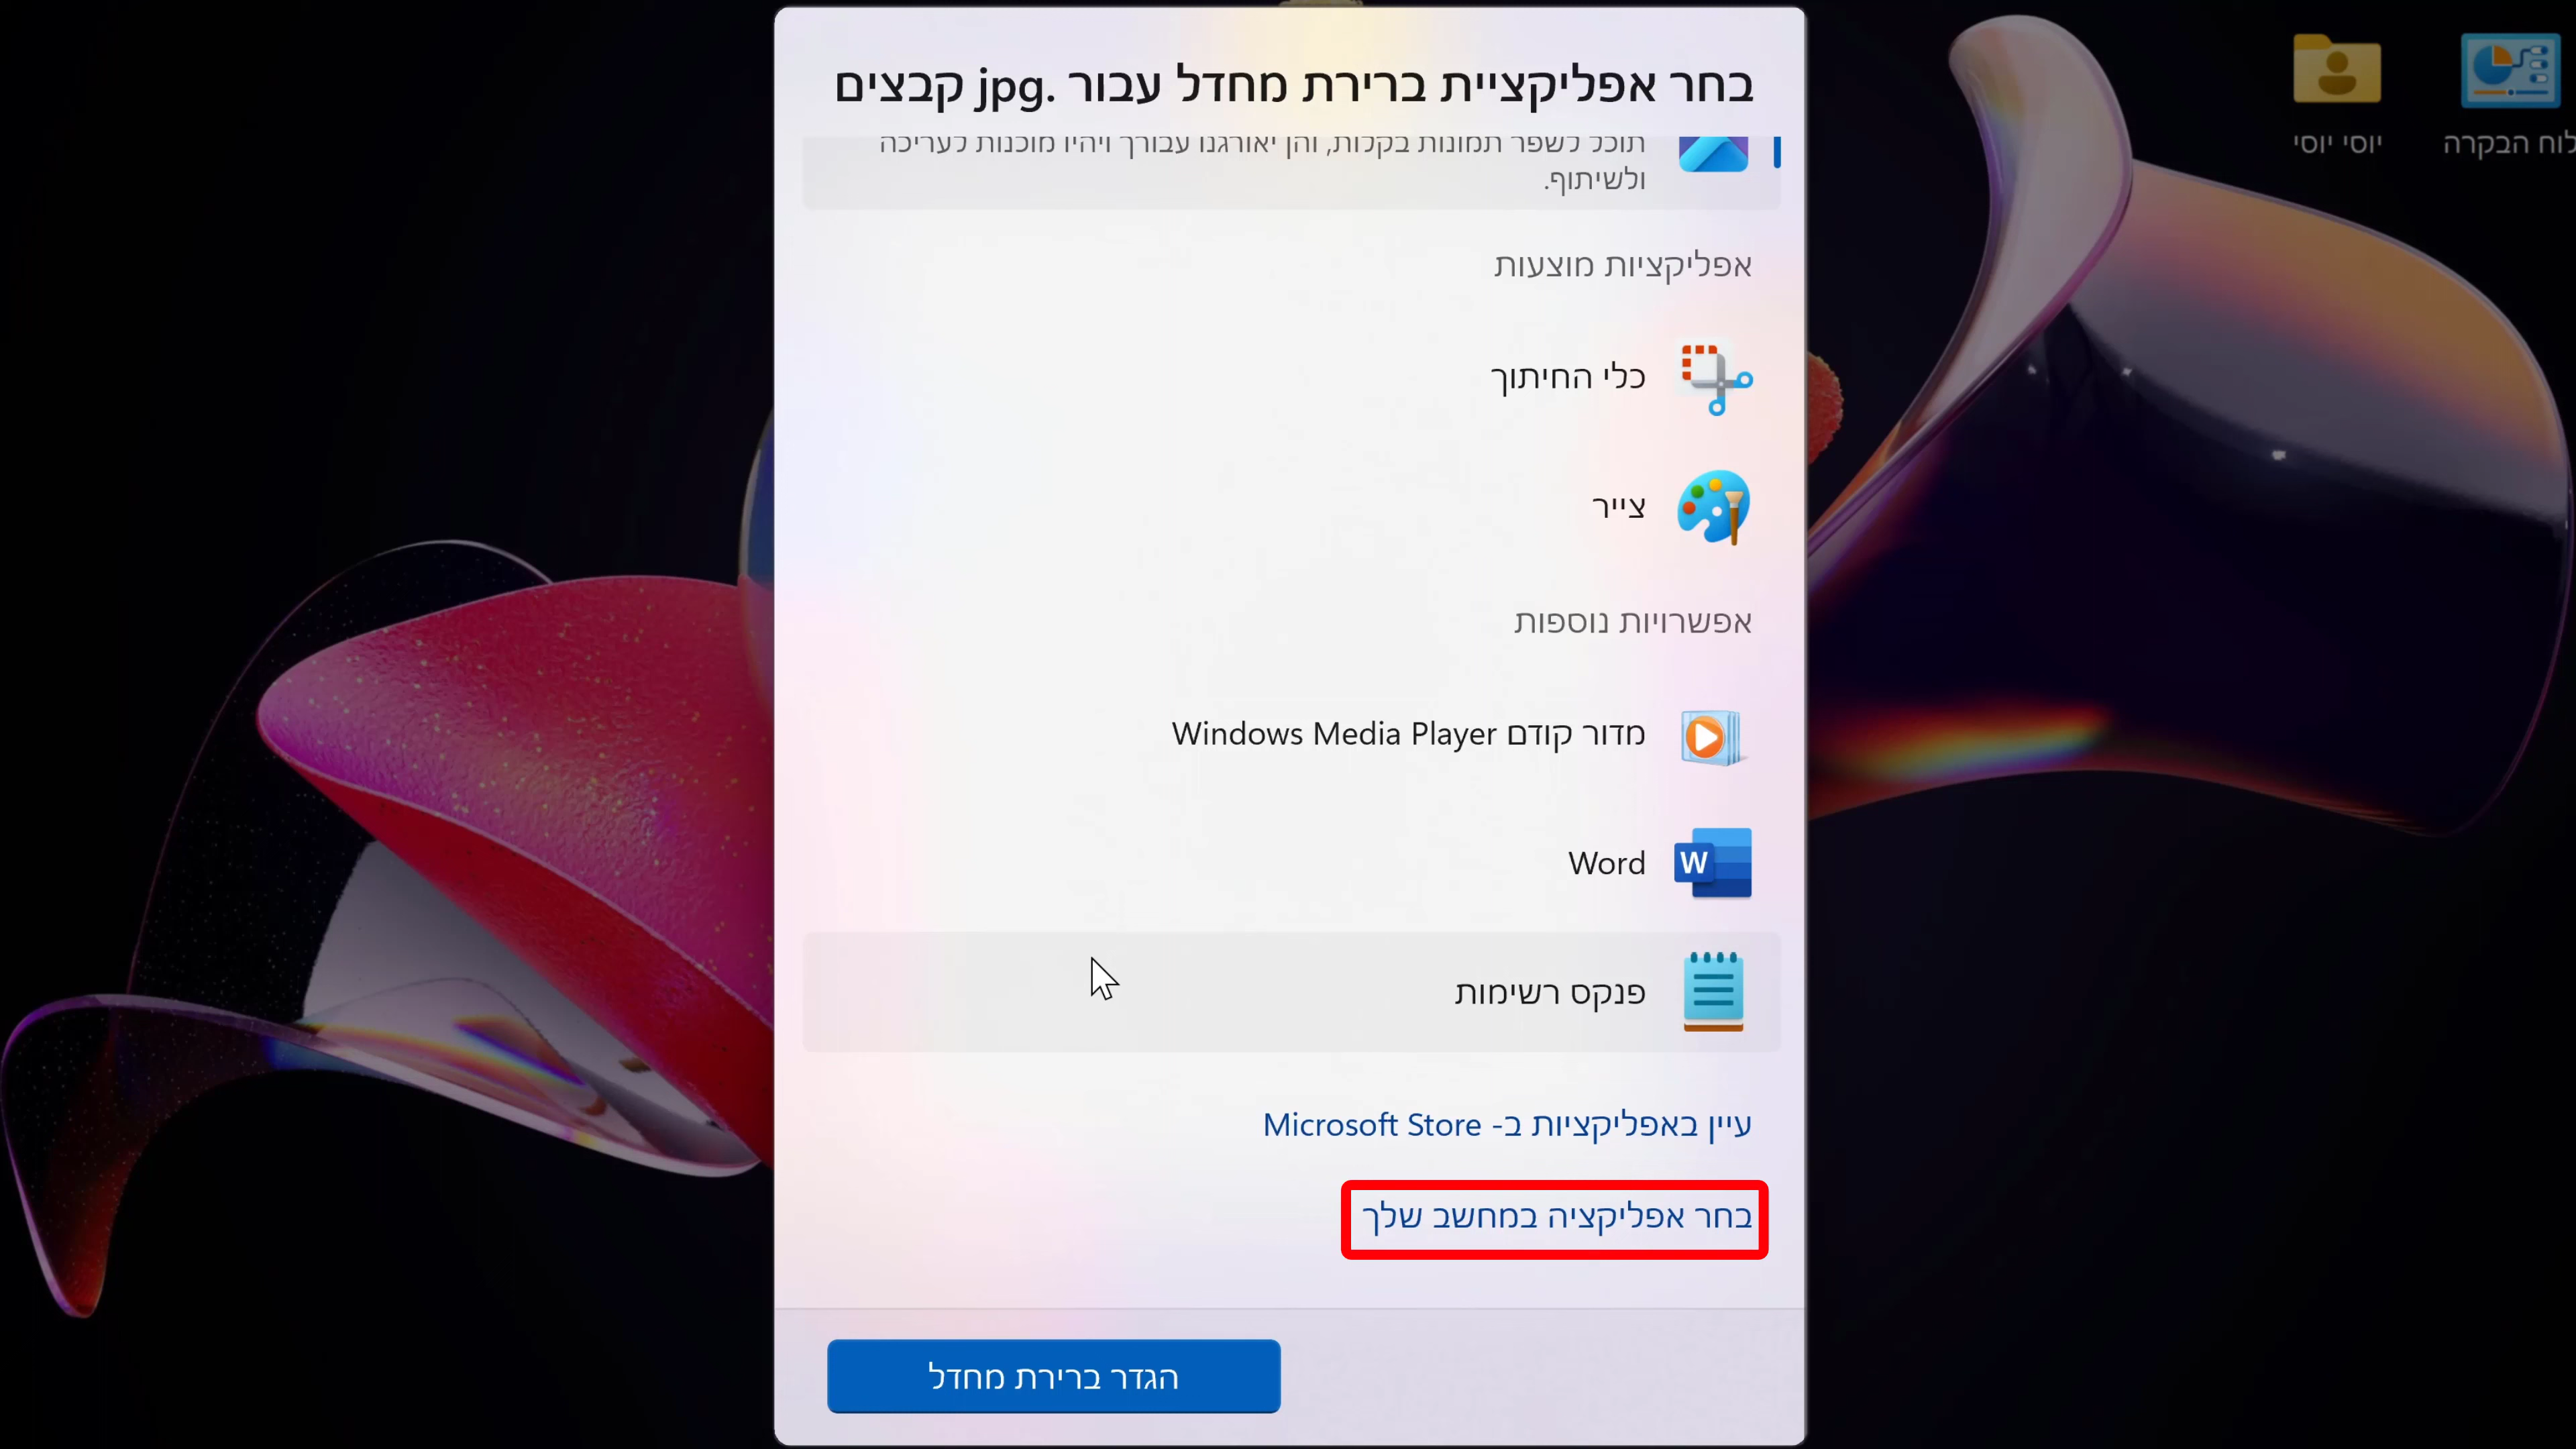 בחר אפליקציית ברירת מחדל עבור .jpg קבצים
תוכל לשפר תמונות בקלות, והן יאורגנו עבורך ויהיו מוכנות לעריכה
ולשיתוף.
אפליקציות מוצעות
כלי החיתוך
צייר
אפשרויות נוספות
מדור קודם Windows Media Player
Word
פנקס רשימות
עיין באפליקציות ב- Microsoft Store
בחר אפליקציה במחשב שלך
הגדר ברירת מחדל
לוח הבקרה
יוסי יוסי